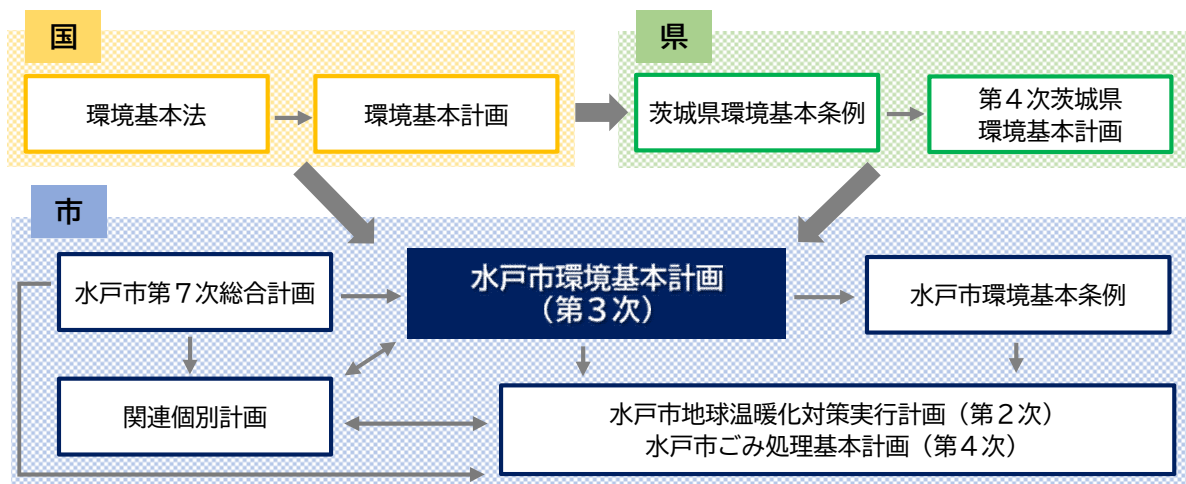 国
環境基本法
環境基本計画
県
茨城県環境基本条例
第４次茨城県
環境基本計画
市
水戸市第７次総合計画
水戸市環境基本計画
（第３次）
水戸市環境基本条例
関連個別計画
水戸市地球温暖化対策実行計画（第２次）
水戸市ごみ処理基本計画（第４次）